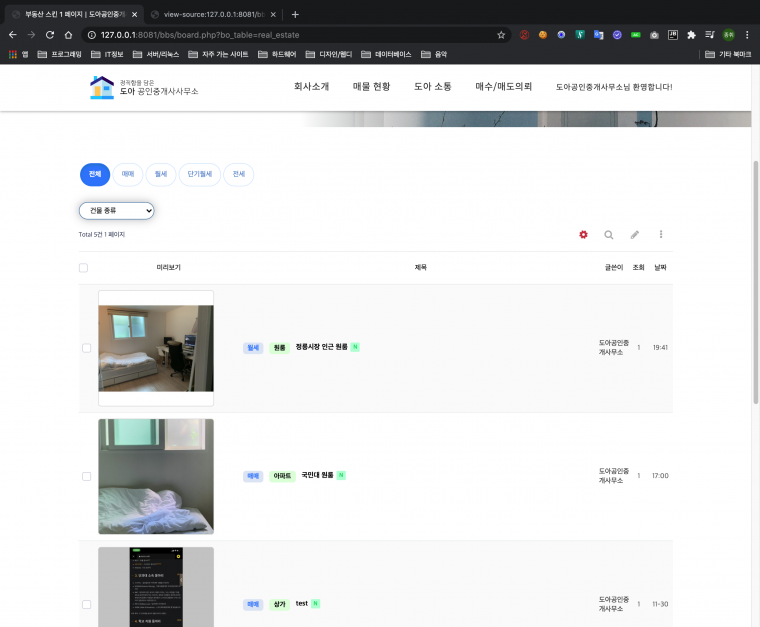 부동산 스킨 1 페이지 | 도아공인중개
view-source:127.0.0.1:8081/bb
127.0.0.1:8081/bbs/board.php?bo_table=real_estate
앱 프로그래밍 IT정보 서버/리눅스 자주 가는 사이트 하드웨어 디자인/웹디 데이터베이스 음악 기타 북마크
정직함을 담은
도아 공인중개사사무소
회사소개 매물 현황 도아 소통 매수/매도의뢰 도아공인중개사무소님 환영합니다!
전체 매매 월세 단기월세 전세
건물 종류
Total 5건 1 페이지
미리보기 제목 글쓴이 조회 날짜
월세 원룸 정릉시장 인근 원룸 N 도아공인중개사무소 1 19:41
매매 아파트 국민대 원룸 N 도아공인중개사무소 1 17:00
매매 상가 test N 도아공인중개사무소 1 11-30